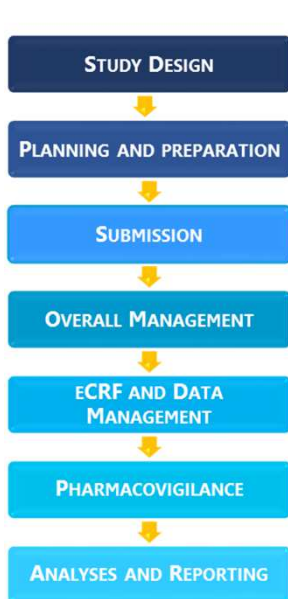 STUDY DESIGN
PLANNING AND PREPARATION
SUBMISSION
OVERALL MANAGEMENT
ECRF AND DATA
MANAGEMENT
PHARMACOVIGILANCE
ANALYSES AND REPORTING